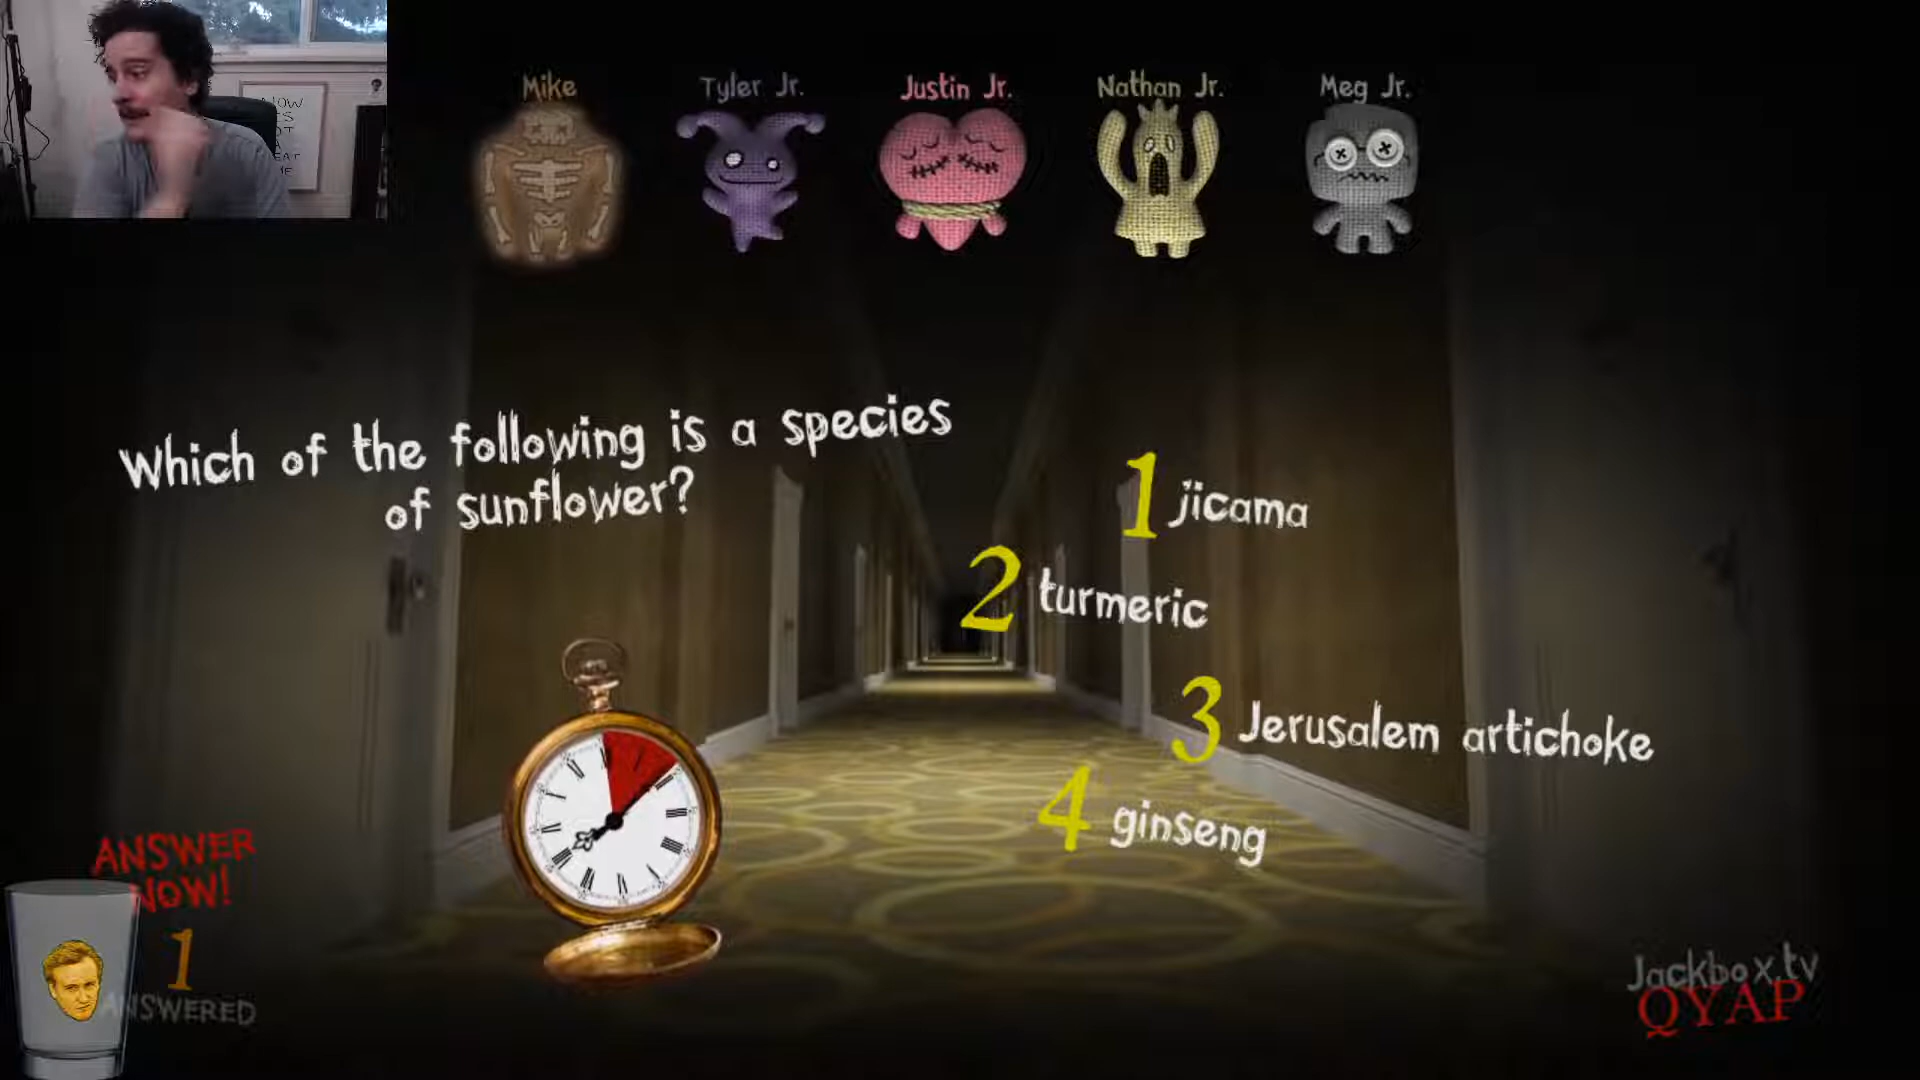 NOW
Mike
Tyler Jr.
Justin Jr.
Nathan Jr.
Meg Jr.
Which of the following is a species
of sunflower?
1 jicama
2 turmeric
3 Jerusalem artichoke
4 ginseng
ANSWER
NOW!
1
ANSWERED
Jackbox.tv
QYAP